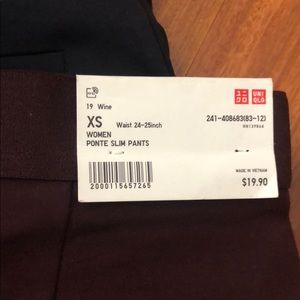 ユニ UNI
クロ QLO
19 Wine
XS Waist 24-25inch
241-408683(83-12)
WOMEN
PONTE SLIM PANTS
2000115657265
MADE IN VIETNAM
$19.90